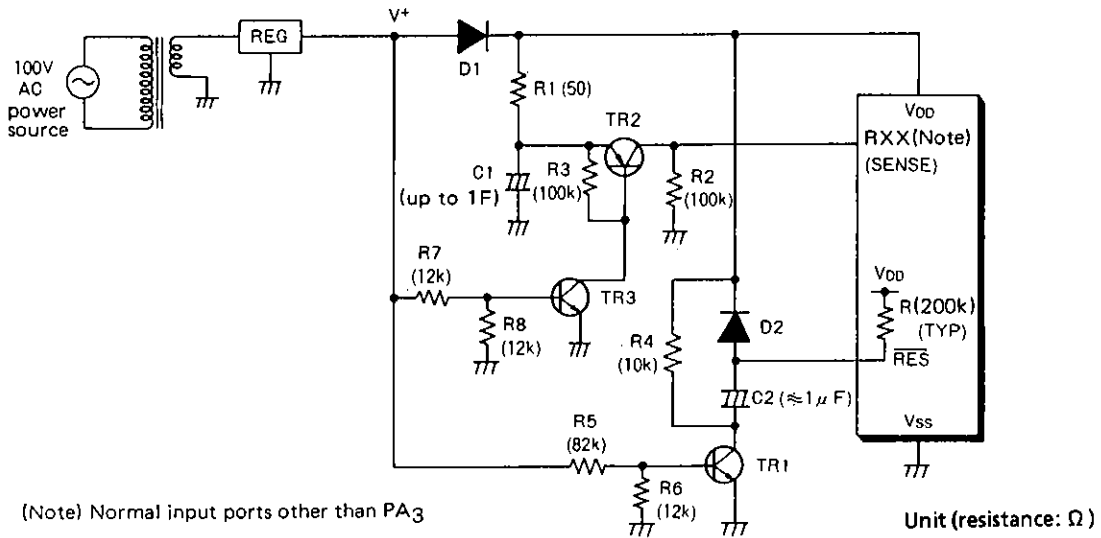 V+
REG
100V
AC
power
source
D1
R1 (50)
TR2
VDD
RXX(Note)
(SENSE)
C1
(up to 1F)
R3
(100k)
R2
(100k)
R7
(12k)
TR3
R8
(12k)
VDD
R(200k)
(TYP)
RES
D2
R4
(10k)
C2 (≒1μF)
VSS
R5
(82k)
TR1
R6
(12k)
(Note) Normal input ports other than PA3
Unit (resistance: Ω)